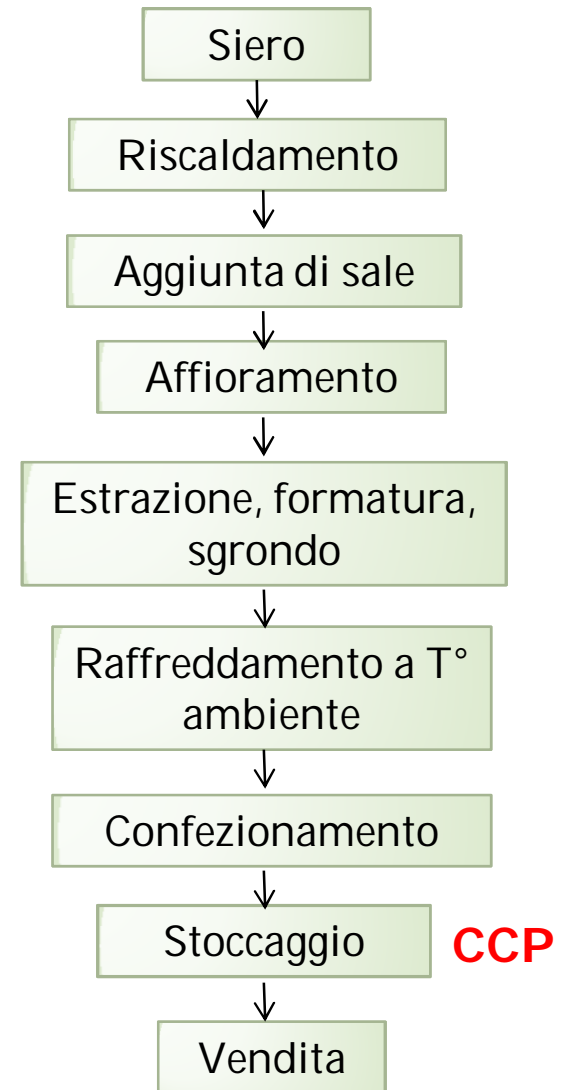 Siero
Riscaldamento
Aggiunta di sale
Affioramento
Estrazione, formatura,
sgrondo
Raffreddamento a T°
ambiente
Confezionamento
Stoccaggio CCP
Vendita